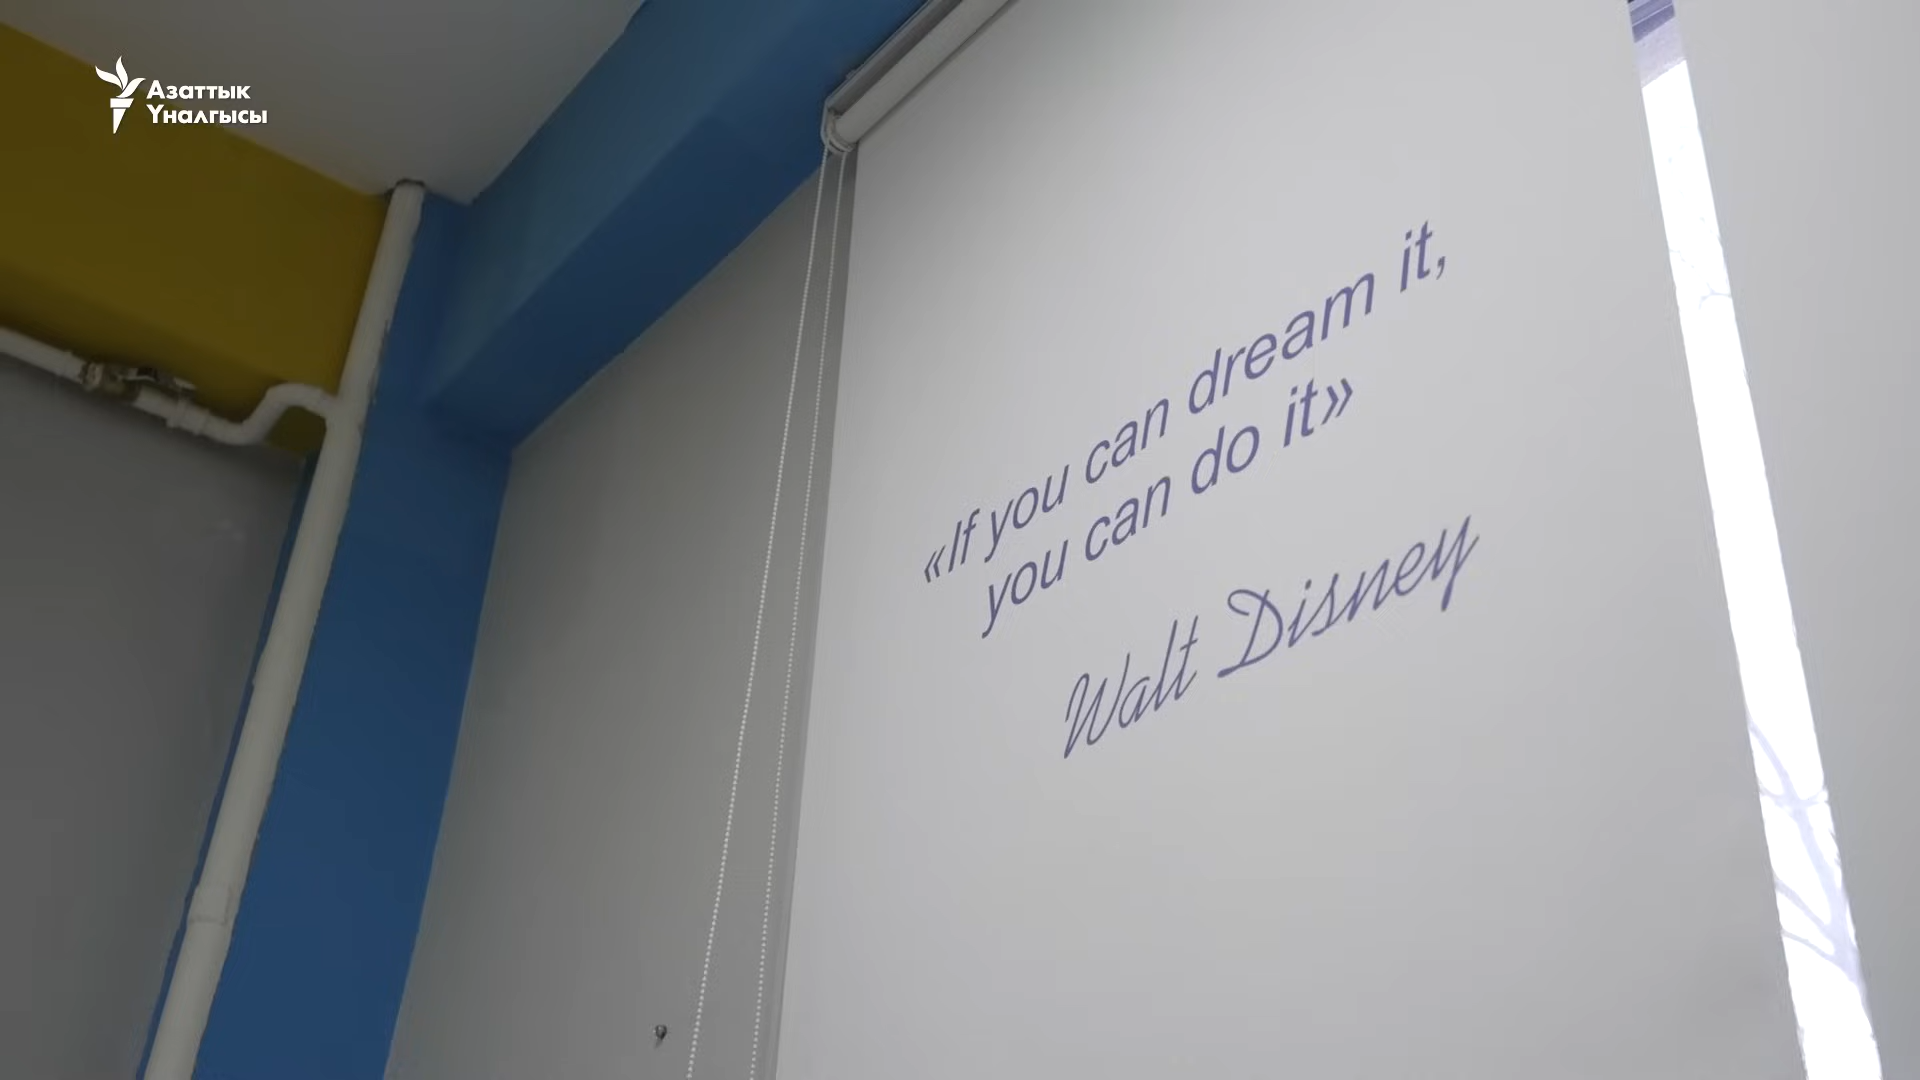 Азаттык
Үналгысы
«If you can dream it,
you can do it»
Walt Disney